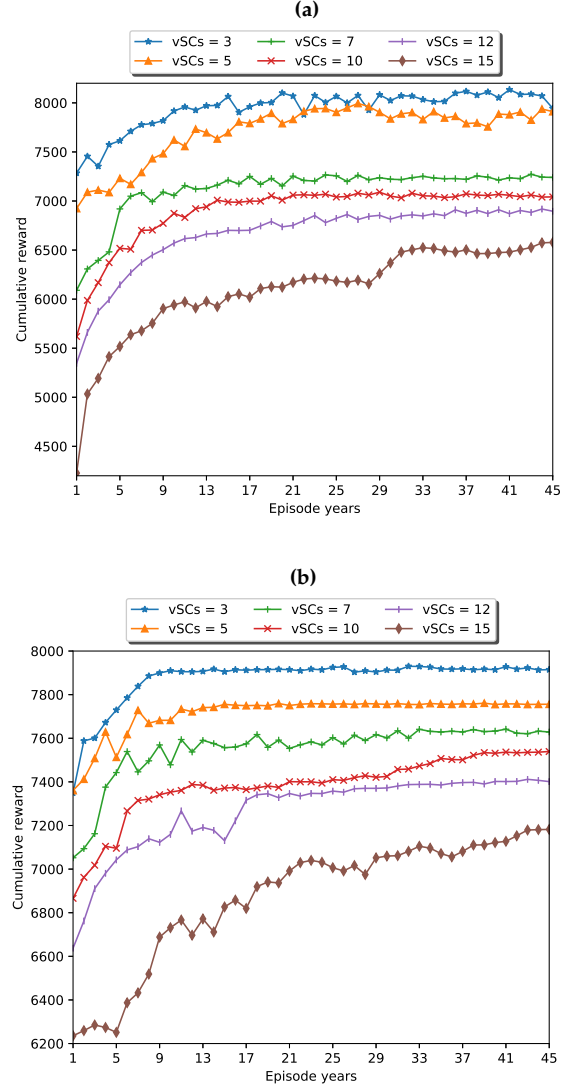 (a)
vSCs = 3 vSCs = 7 vSCs = 12
vSCs = 5 vSCs = 10 vSCs = 15
8000
7500
7000
6500
6000
5500
5000
4500
Cumulative reward
1 5 9 13 17 21 25 29 33 37 41 45
Episode years
(b)
vSCs = 3 vSCs = 7 vSCs = 12
vSCs = 5 vSCs = 10 vSCs = 15
8000
7800
7600
7400
7200
7000
6800
6600
6400
6200
Cumulative reward
1 5 9 13 17 21 25 29 33 37 41 45
Episode years